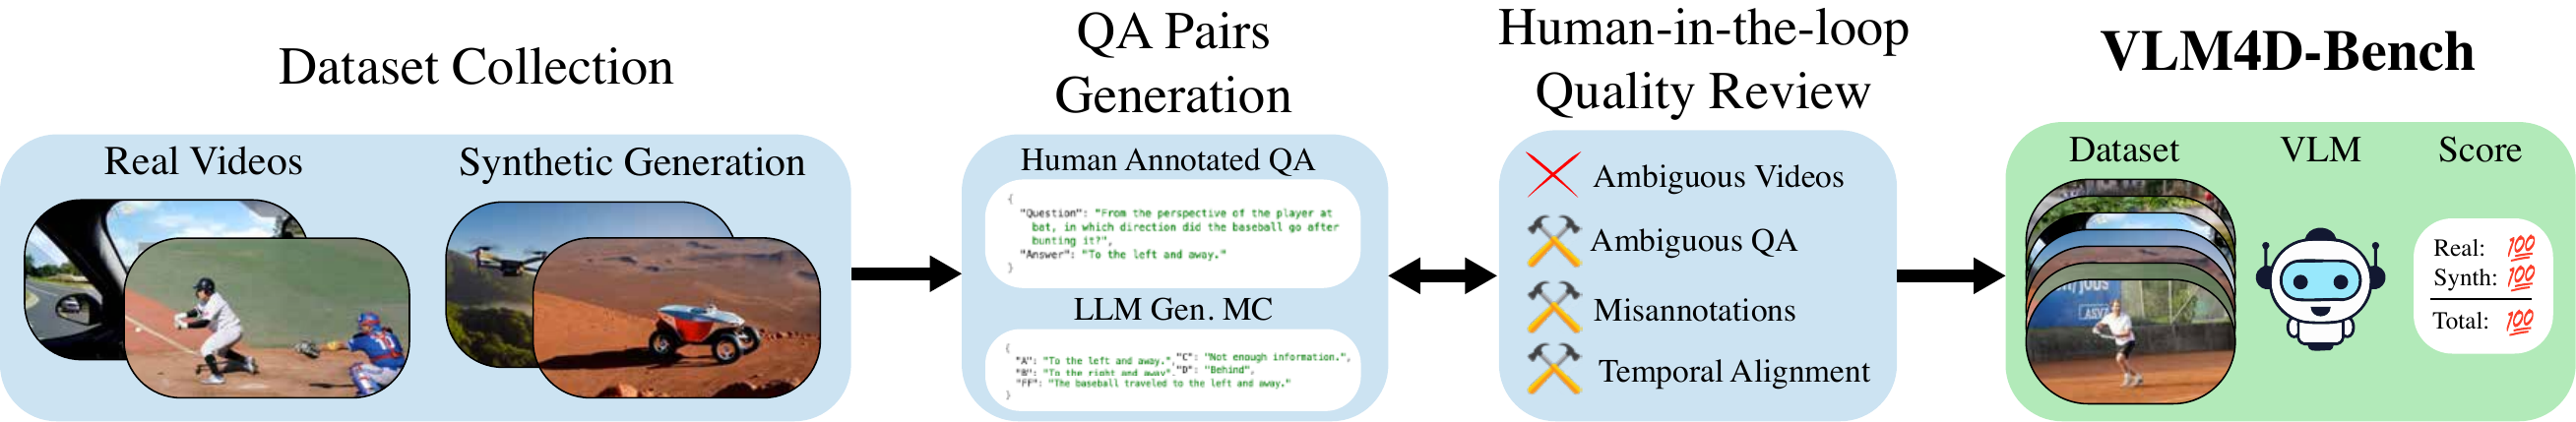 Dataset Collection
Real Videos
Synthetic Generation
QA Pairs
Generation
Human Annotated QA
{
"Question": "From the perspective of the player at
bat, in which direction did the baseball go after
bunting it?",
"Answer": "To the left and away."
}
LLM Gen. MC
{
"A": "To the left and away.", "C": "Not enough information.",
"B": "To the right and away". "D": "Behind",
"FF": "The baseball traveled to the left and away."
}
Human-in-the-loop
Quality Review
Ambiguous Videos
Ambiguous QA
Misannotations
Temporal Alignment
VLM4D-Bench
Dataset
VLM
Score
Real: 100
Synth: 100
Total: 100